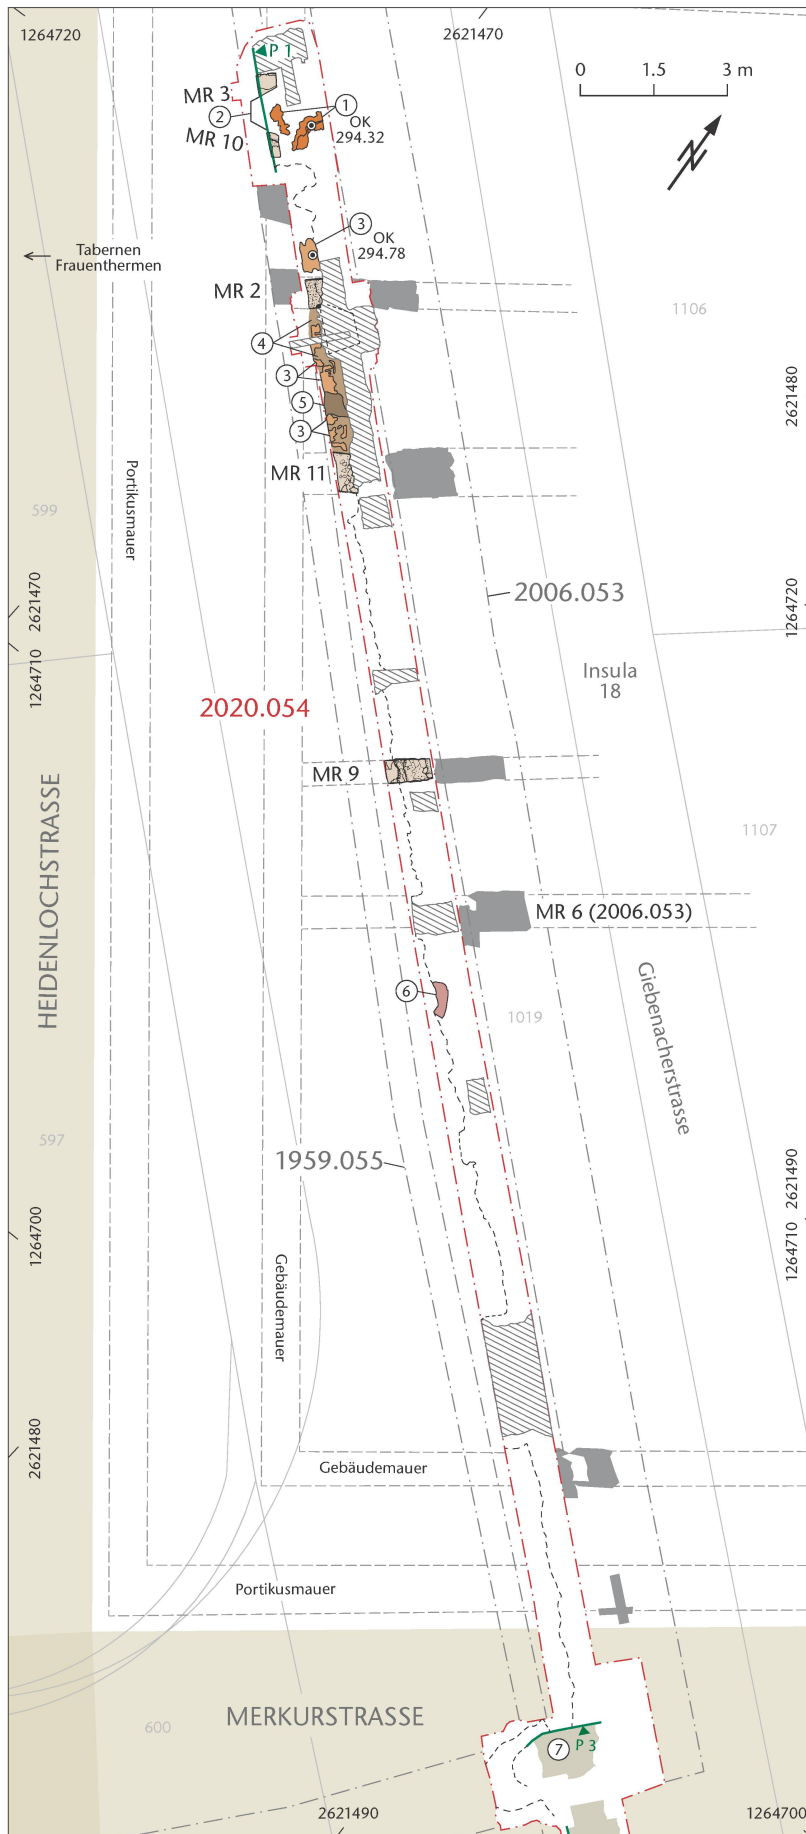 1264720
2621470
P 1
0 1.5 3 m
MR 3
1
2
OK
294.32
MR 10
N
3
OK
294.78
Tabernen
Frauenthermen
MR 2
1106
4
3
2621480
5
3
MR 11
Portikusmauer
599
2006.053
2621470
1264720
1264710
Insula
18
2020.054
MR 9
HEIDENLOCHSTRASSE
1107
MR 6 (2006.053)
6
Giebenacherstrasse
1019
597
1959.055
2621490
1264700
1264710
Gebäudemauer
2621480
Gebäudemauer
Portikusmauer
600
MERKURSTRASSE
7
P 3
2621490
1264700